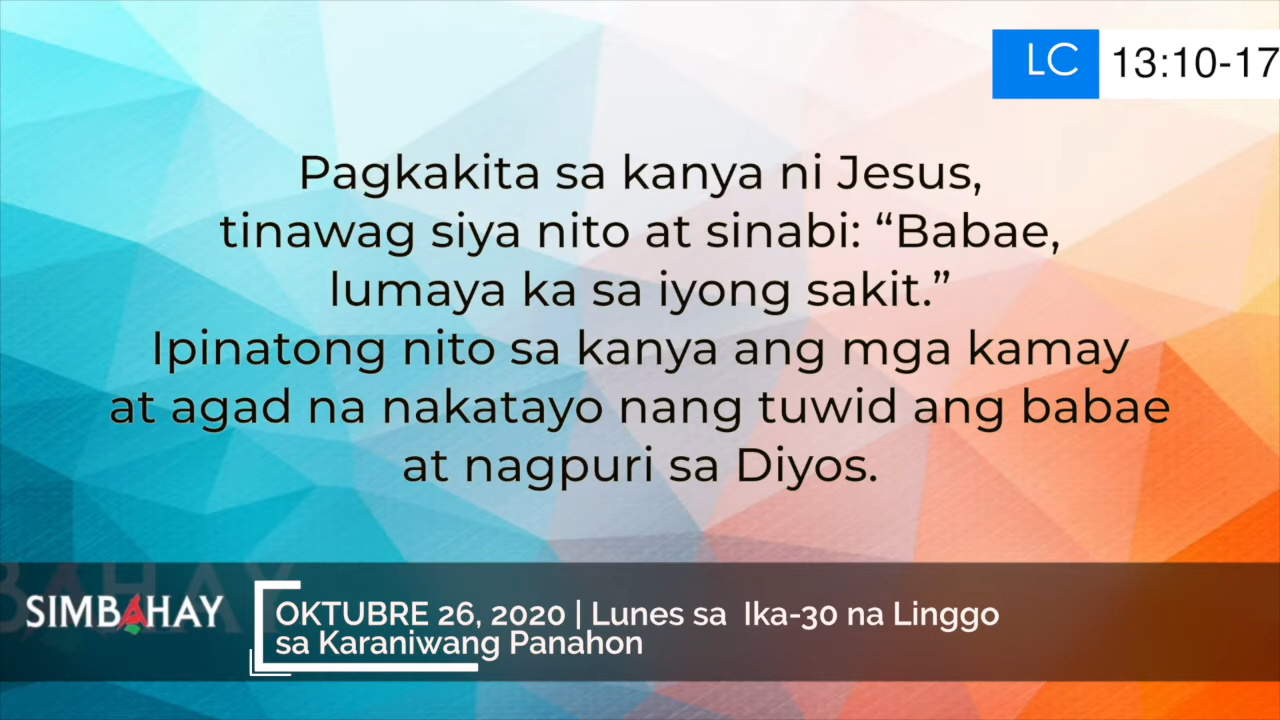 LC 13:10-17
Pagkakita sa kanya ni Jesus,
tinawag siya nito at sinabi: “Babae,
lumaya ka sa iyong sakit.”
Ipinatong nito sa kanya ang mga kamay
at agad na nakatayo nang tuwid ang babae
at nagpuri sa Diyos.
SIMBAHAY
OKTUBRE 26, 2020 | Lunes sa Ika-30 na Linggo
sa Karaniwang Panahon